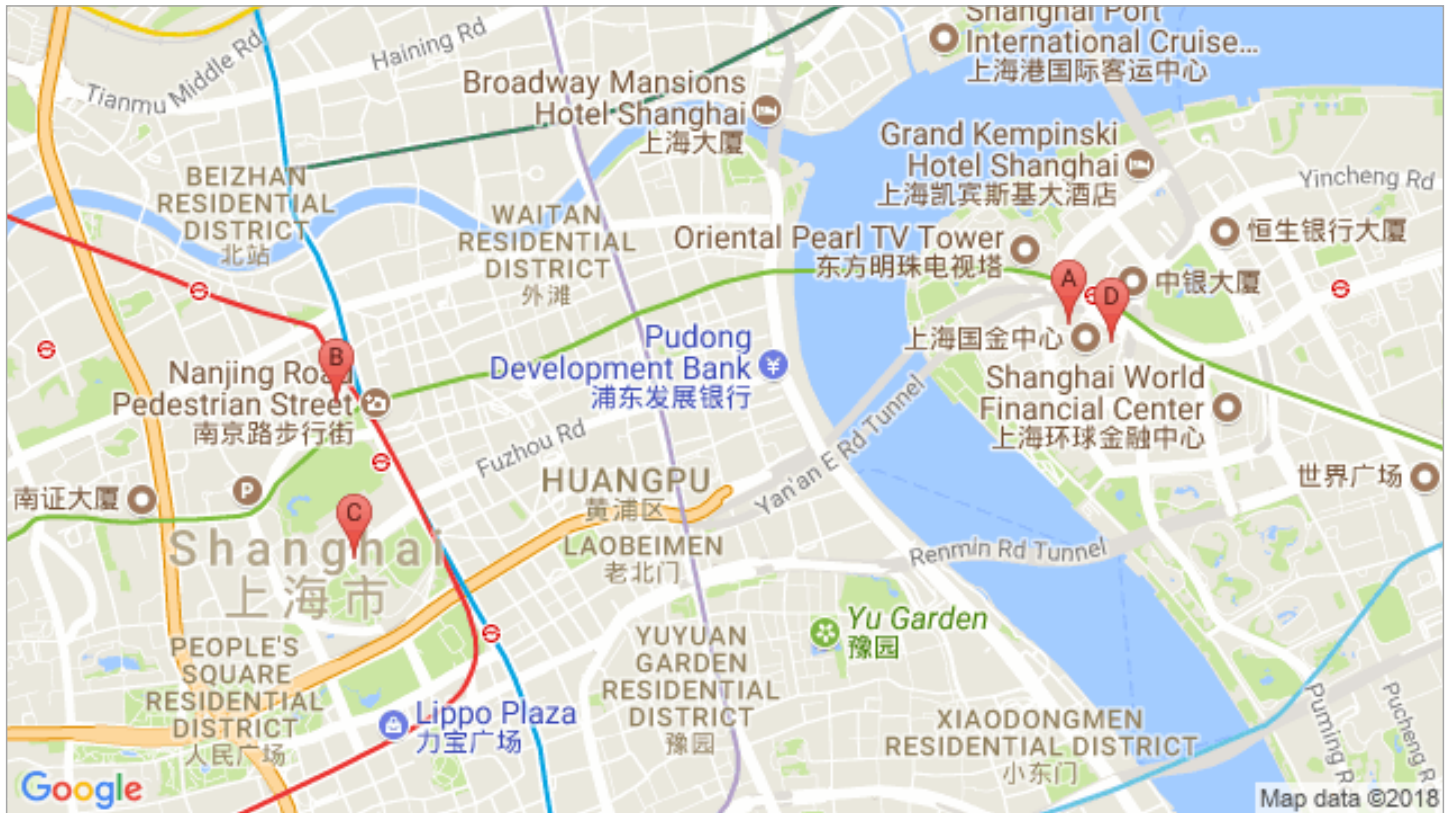 Shanghai Port
International Cruise...
上海港国际客运中心
Haining Rd
Tianmu Middle Rd
Broadway Mansions
Hotel Shanghai
上海大厦
Grand Kempinski
Hotel Shanghai
上海凯宾斯基大酒店
Yincheng Rd
BEIZHAN
RESIDENTIAL
DISTRICT
北站
WAITAN
RESIDENTIAL
DISTRICT
外滩
Oriental Pearl TV Tower
东方明珠电视塔
恒生银行大厦
A
D
中银大厦
上海国金中心
B
Nanjing Road
Pedestrian Street
南京路步行街
Pudong
Development Bank
浦东发展银行
¥
Shanghai World
Financial Center
上海环球金融中心
Fuzhou Rd
Yan'an E Rd Tunnel
世界广场
南证大厦
P
HUANGPU
黄浦区
C
Shanghai
上海市
LAOBEIMEN
老北门
Renmin Rd Tunnel
Yu Garden
豫园
PEOPLE'S
SQUARE
RESIDENTIAL
DISTRICT
人民广场
YUYUAN
GARDEN
RESIDENTIAL
DISTRICT
豫园
Lippo Plaza
力宝广场
XIAODONGMEN
RESIDENTIAL DISTRICT
小东门
Puming R
Pucheng R
Google
Map data ©2018